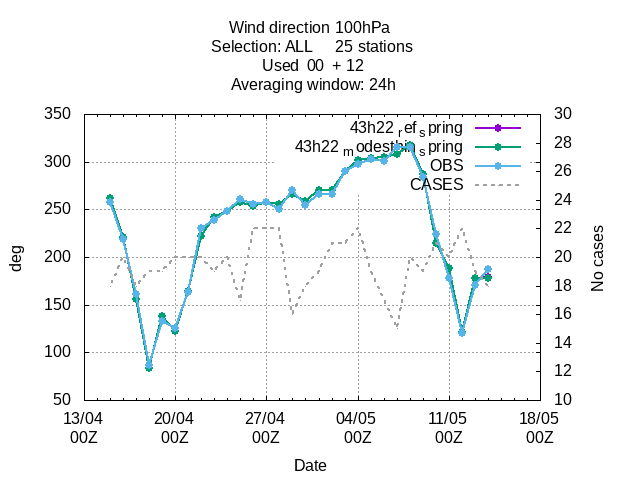 Wind direction 100hPa
Selection: ALL 25 stations
Used 00 + 12
Averaging window: 24h
43h22 ref spring
43h22 modesthill spring
OBS
CASES
350
300
250
200
150
100
50
30
28
26
24
22
20
18
16
14
12
10
deg
No cases
13/04 20/04 27/04 04/05 11/05 18/05
00Z 00Z 00Z 00Z 00Z 00Z
Date